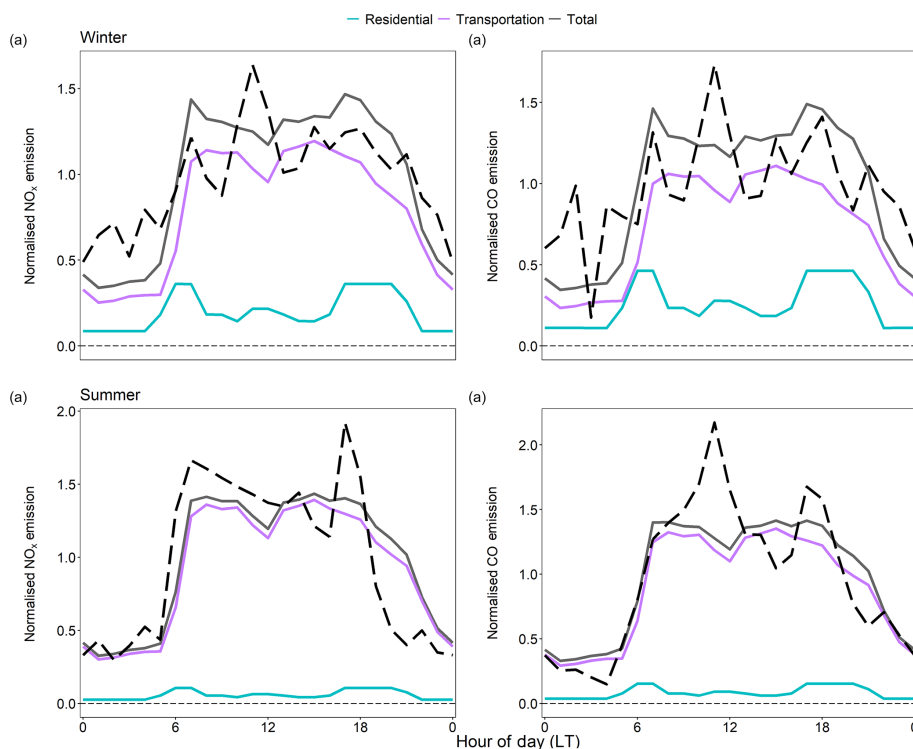 Residential Transportation Total
(a) Winter (a)
Normalised NOx emission
1.5
1.0
0.5
0.0
Normalised CO emission
1.5
1.0
0.5
0.0
(a) Summer (a)
Normalised NOx emission
2.0
1.5
1.0
0.5
0.0
Normalised CO emission
2.0
1.5
1.0
0.5
0.0
0 6 12 18 0 0 6 12 18 0
Hour of day (LT)